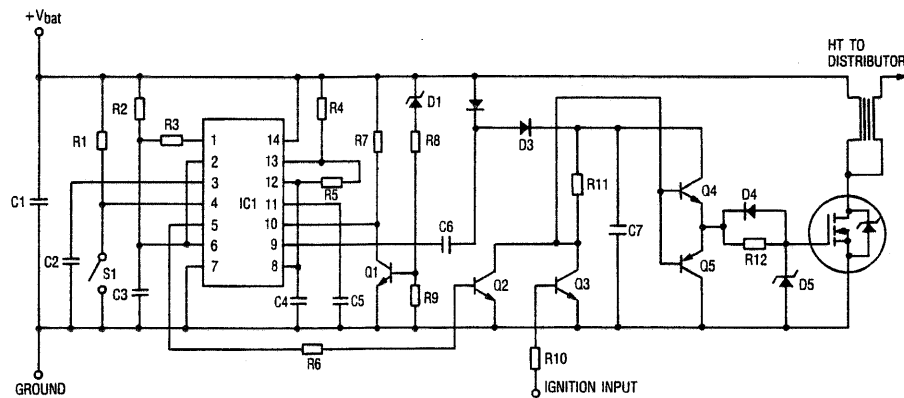 +Vbat
HT TO
DISTRIBUTOR
R2
R4
D1
R3
R1
1
2
3
4
5
6
7
14
13
12
11
10
9
8
IC1
R5
R7
R8
D3
R11
Q4
D4
C1
C6
C7
R12
C2
S1
C3
Q1
Q2
Q3
Q5
D5
C4
C5
R9
R6
R10
GROUND
IGNITION INPUT